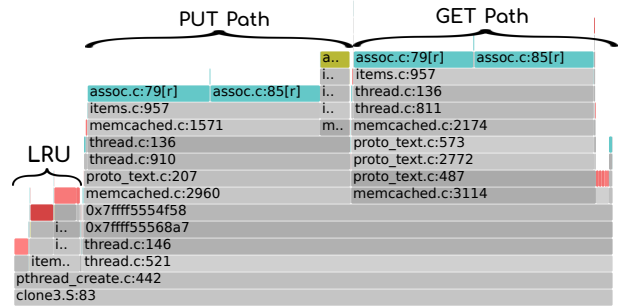 PUT Path GET Path
a.. assoc.c:79[r] assoc.c:85[r]
i.. items.c:957
assoc.c:79[r] assoc.c:85[r] i.. thread.c:136
items.c:957 i.. thread.c:811
memcached.c:1571 m.. memcached.c:2174
LRU thread.c:136 proto_text.c:573
thread.c:910 proto_text.c:2772
proto_text.c:207 proto_text.c:487
memcached.c:2960 memcached.c:3114
0x7ffff5554f58
i.. 0x7ffff55568a7
i.. thread.c:146
item.. thread.c:521
pthread_create.c:442
clone3.S:83